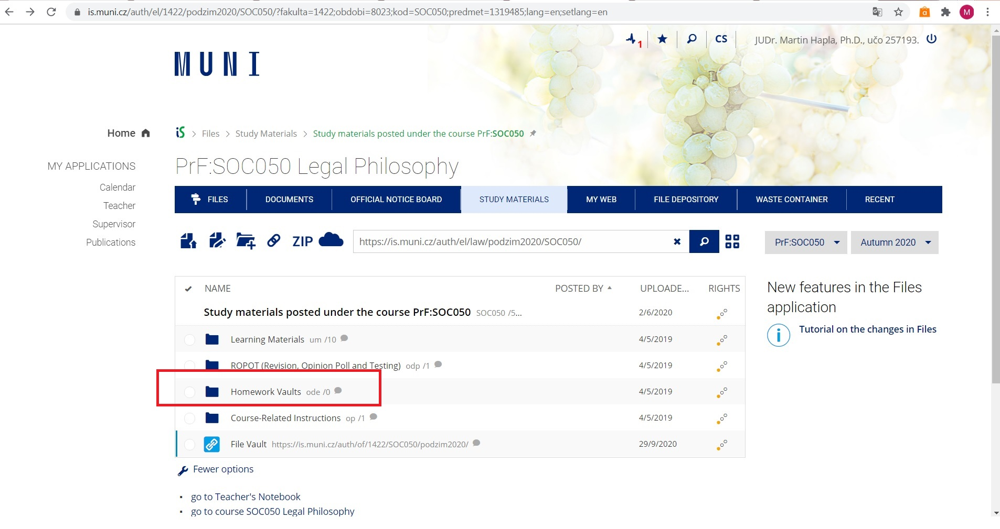 is.muni.cz/auth/el/1422/podzim2020/SOC050/?fakulta=1422;obdobi=8023;kod=SOC050;predmet=1319485;lang=en;setlang=en
M
1
CS
JUDr. Martin Hapla, Ph.D., učo 257193.
MUNI
Home
iS > Files > Study Materials > Study materials posted under the course PrF:SOC050
MY APPLICATIONS
Calendar
Teacher
Supervisor
Publications
PrF:SOC050 Legal Philosophy
FILES
DOCUMENTS
OFFICIAL NOTICE BOARD
STUDY MATERIALS
MY WEB
FILE DEPOSITORY
WASTE CONTAINER
RECENT
ZIP
https://is.muni.cz/auth/el/law/podzim2020/SOC050/
PrF:SOC050
Autumn 2020
NAME POSTED BY UPLOADE... RIGHTS
Study materials posted under the course PrF:SOC050 SOC050 /5... 2/6/2020
Learning Materials um /10 4/5/2019
ROPOT (Revision, Opinion Poll and Testing) odp /1 4/5/2019
Homework Vaults ode /0 4/5/2019
Course-Related Instructions op /1 4/5/2019
File Vault https://is.muni.cz/auth/of/1422/SOC050/podzim2020/ 29/9/2020
Fewer options
▪ go to Teacher's Notebook
▪ go to course SOC050 Legal Philosophy
New features in the Files
application
i
Tutorial on the changes in Files